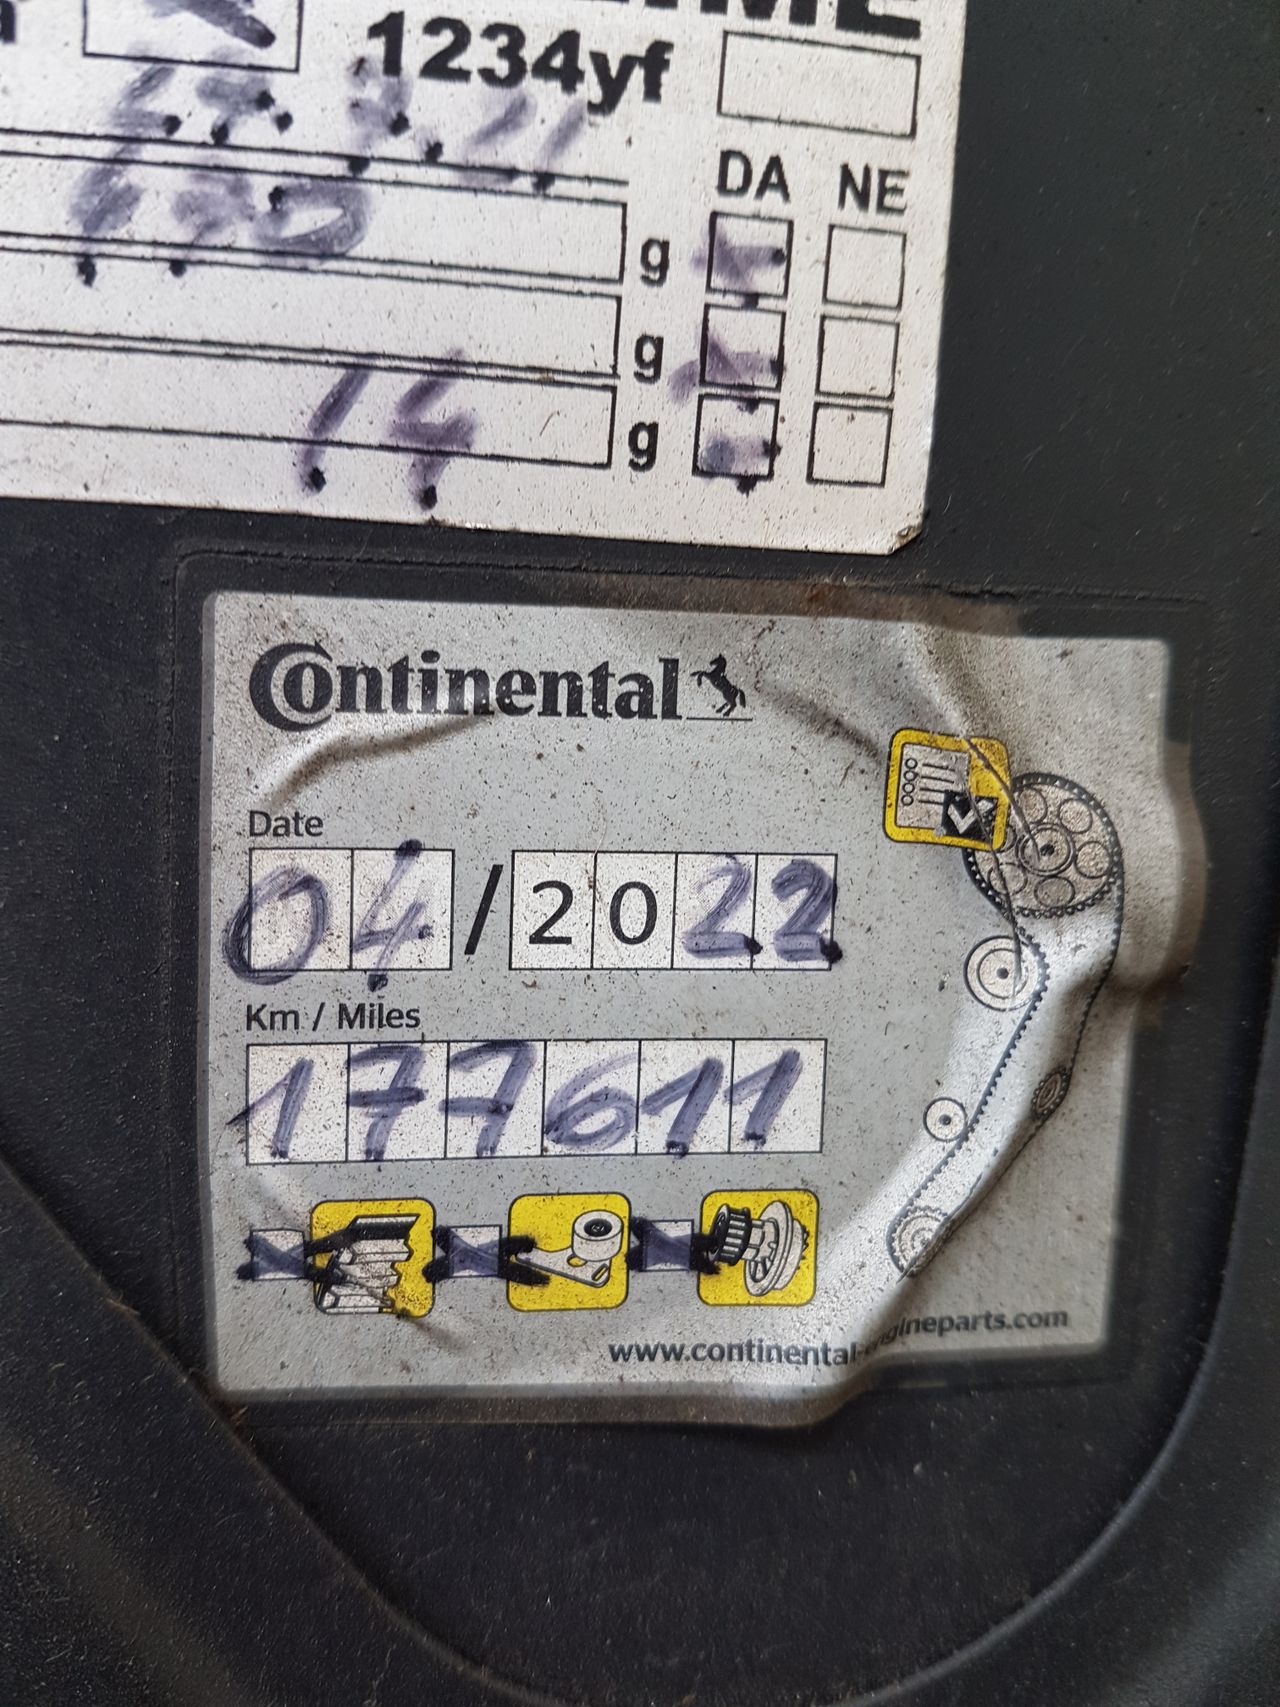 1234yf
DA NE
g
g
14 g
Continental
Date
04/2022
Km / Miles
177611
www.continental-engineparts.com